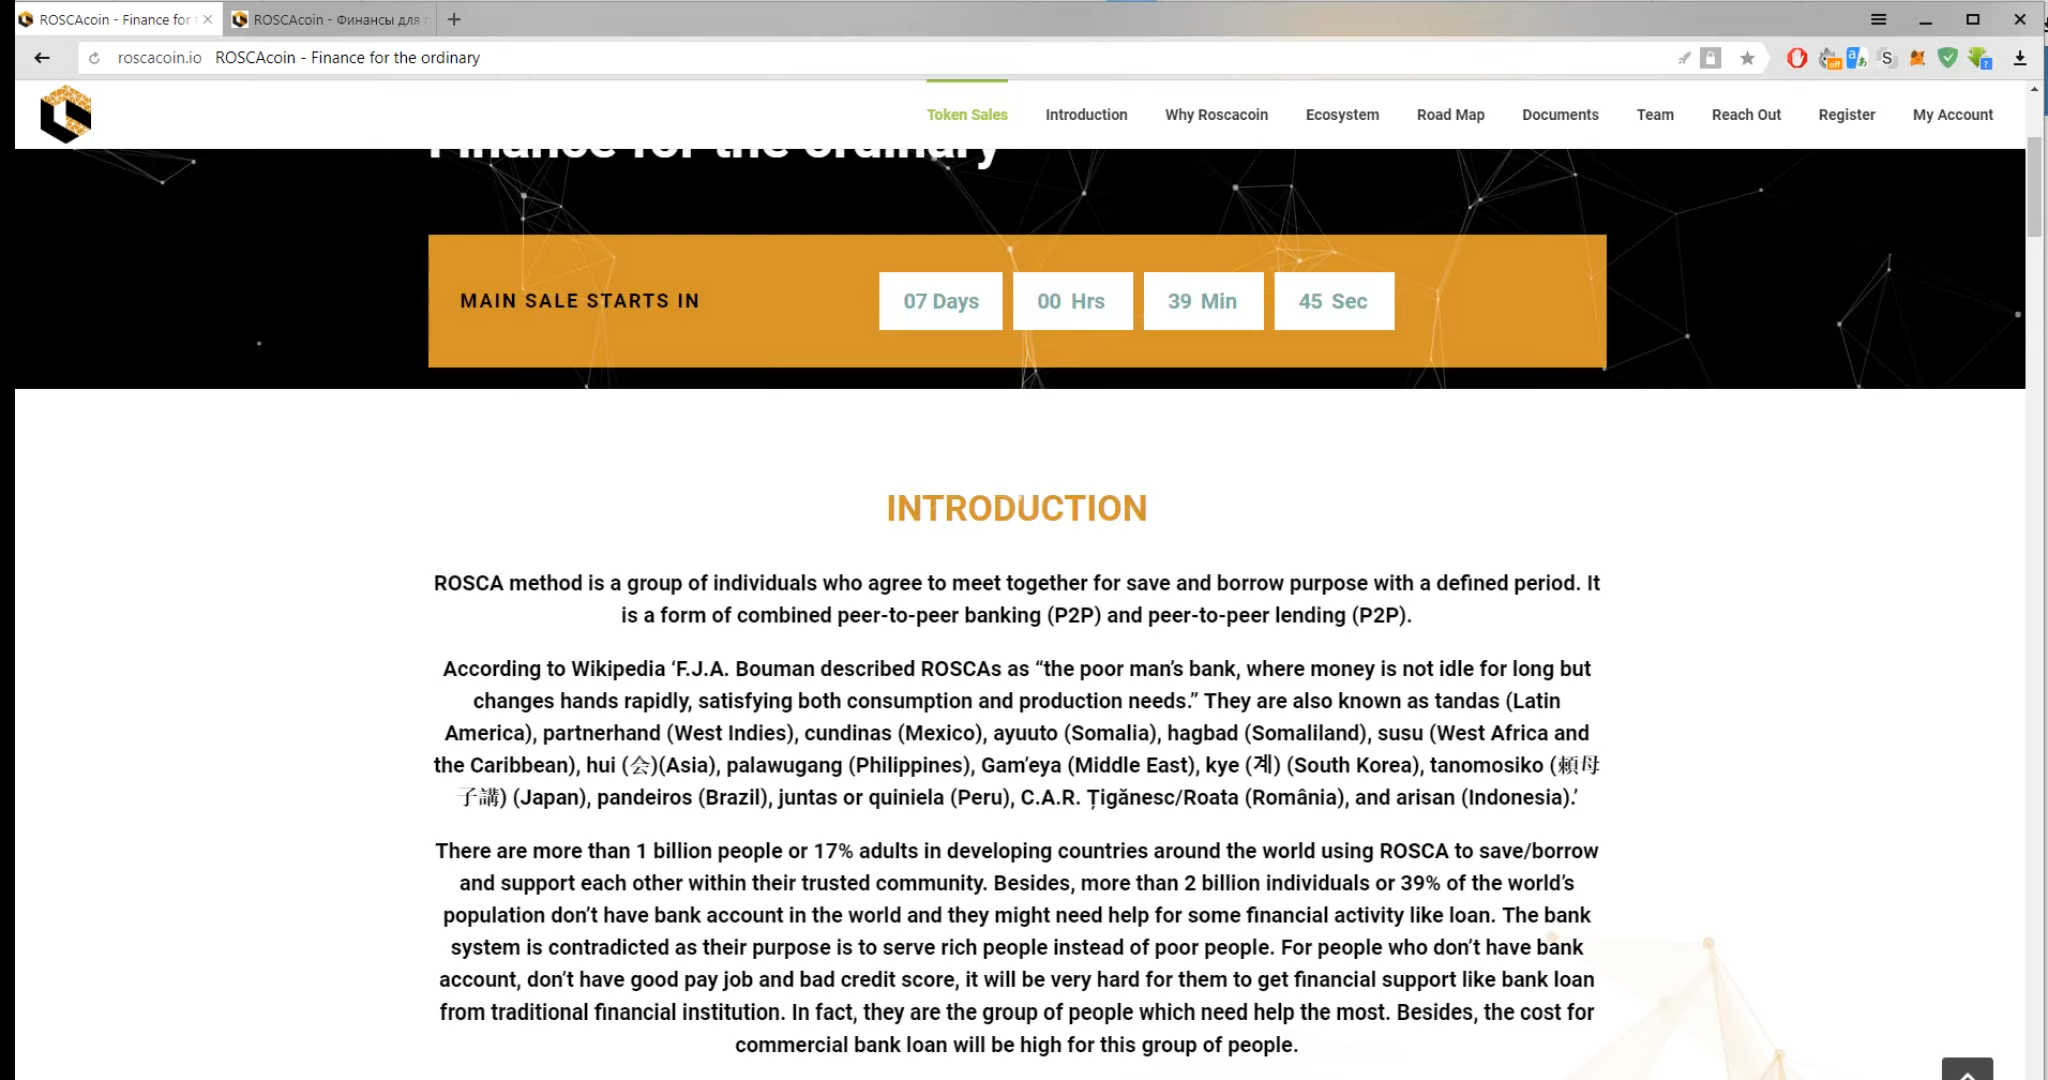 ROSCAcoin - Finance for
ROSCAcoin - Финансы для
roscacoin.io ROSCAcoin - Finance for the ordinary
Token Sales Introduction Why Roscacoin Ecosystem Road Map Documents Team Reach Out Register My Account
Finance for the ordinary
MAIN SALE STARTS IN 07 Days 00 Hrs 39 Min 45 Sec
INTRODUCTION
ROSCA method is a group of individuals who agree to meet together for save and borrow purpose with a defined period. It
is a form of combined peer-to-peer banking (P2P) and peer-to-peer lending (P2P).
According to Wikipedia ‘F.J.A. Bouman described ROSCAs as “the poor man’s bank, where money is not idle for long but
changes hands rapidly, satisfying both consumption and production needs.” They are also known as tandas (Latin
America), partnerhand (West Indies), cundinas (Mexico), ayuuto (Somalia), hagbad (Somaliland), susu (West Africa and
the Caribbean), hui (会)(Asia), palawugang (Philippines), Gam’eya (Middle East), kye (계) (South Korea), tanomosiko (頼母
子講) (Japan), pandeiros (Brazil), juntas or quiniela (Peru), C.A.R. Țigănesc/Roata (România), and arisan (Indonesia).’
There are more than 1 billion people or 17% adults in developing countries around the world using ROSCA to save/borrow
and support each other within their trusted community. Besides, more than 2 billion individuals or 39% of the world’s
population don’t have bank account in the world and they might need help for some financial activity like loan. The bank
system is contradicted as their purpose is to serve rich people instead of poor people. For people who don’t have bank
account, don’t have good pay job and bad credit score, it will be very hard for them to get financial support like bank loan
from traditional financial institution. In fact, they are the group of people which need help the most. Besides, the cost for
commercial bank loan will be high for this group of people.